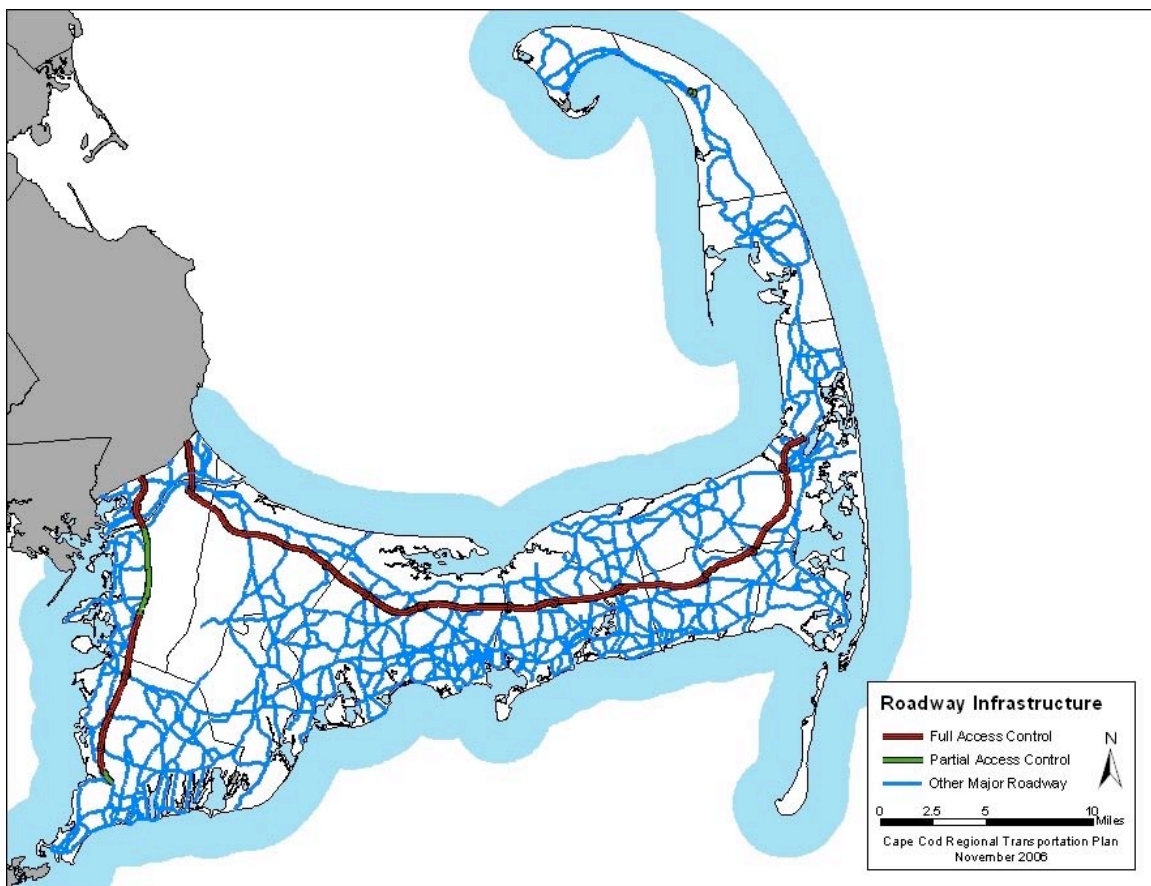 Roadway Infrastructure
Full Access Control
Partial Access Control
Other Major Roadway
N
0 2.5 5 10
Miles
Cape Cod Regional Transportation Plan
November 2006